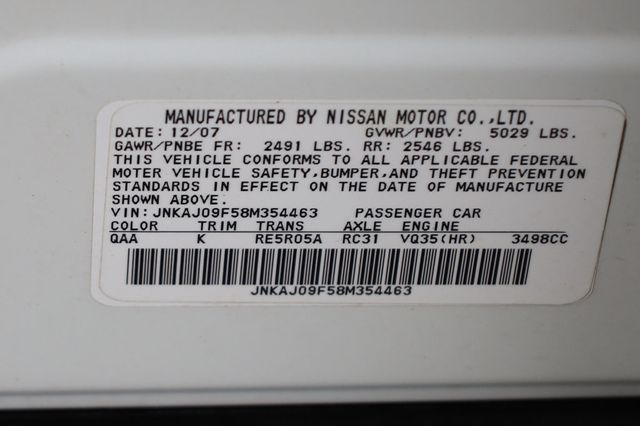 MANUFACTURED BY NISSAN MOTOR CO.,LTD.
DATE: 12/07 GVWR/PNBV: 5029 LBS.
GAWR/PNBE FR: 2491 LBS. RR: 2546 LBS.
THIS VEHICLE CONFORMS TO ALL APPLICABLE FEDERAL
MOTOR VEHICLE SAFETY,BUMPER,AND THEFT PREVENTION
STANDARDS IN EFFECT ON THE DATE OF MANUFACTURE
SHOWN ABOVE.
VIN:JNKAJ09F58M354463 PASSENGER CAR
COLOR TRIM TRANS AXLE ENGINE
QAA K RE5R05A RC31 VQ35(HR) 3498CC
JNKAJ09F58M354463